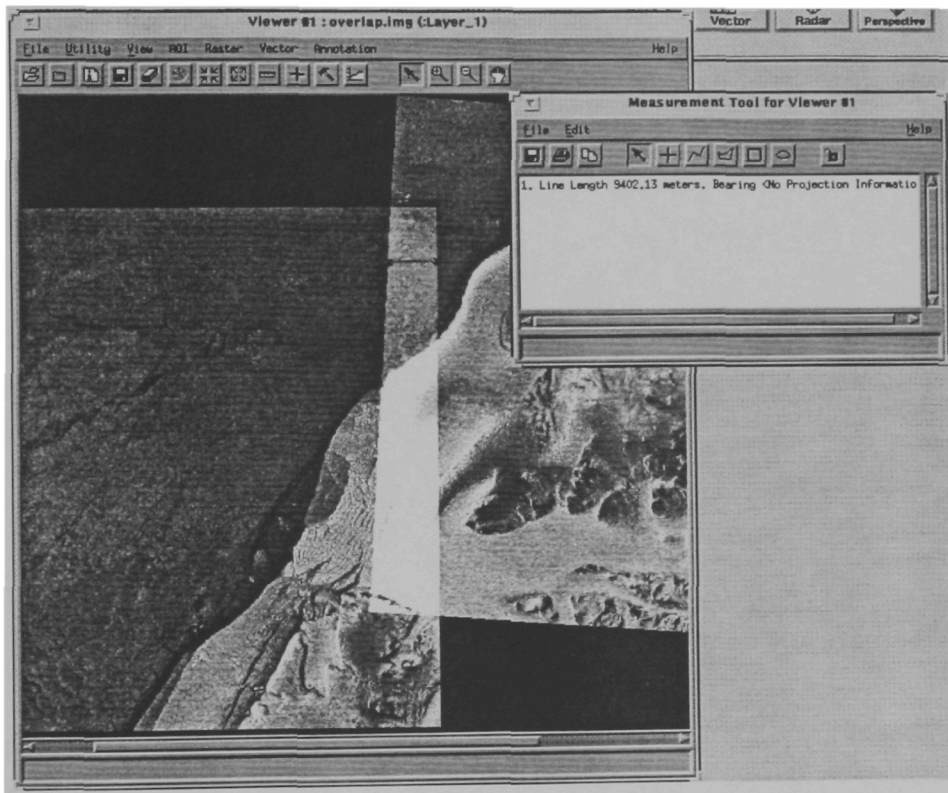 Viewer #1 : overlap.img (:Layer_1)
File Utility View AOI Raster Vector Annotation Help
Vector Radar Perspective
Measurement Tool for Viewer #1
File Edit Help
1. Line Length 9402.13 meters. Bearing <No Projection Informatio